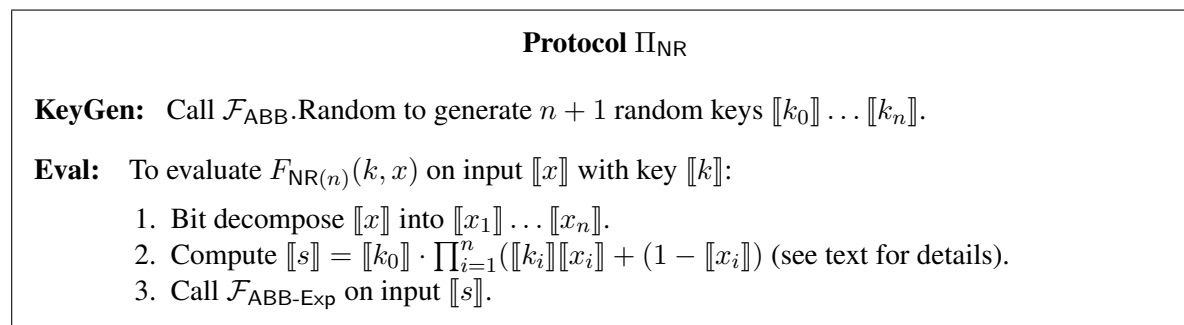 Protocol Π_NR
KeyGen: Call F_ABB.Random to generate n + 1 random keys ⟦k_0⟧ … ⟦k_n⟧.
Eval: To evaluate F_NR(n)(k, x) on input ⟦x⟧ with key ⟦k⟧:
1. Bit decompose ⟦x⟧ into ⟦x_1⟧ … ⟦x_n⟧.
2. Compute ⟦s⟧ = ⟦k_0⟧ · ∏_{i=1}^{n}(⟦k_i⟧⟦x_i⟧ + (1 − ⟦x_i⟧) (see text for details).
3. Call F_ABB-Exp on input ⟦s⟧.